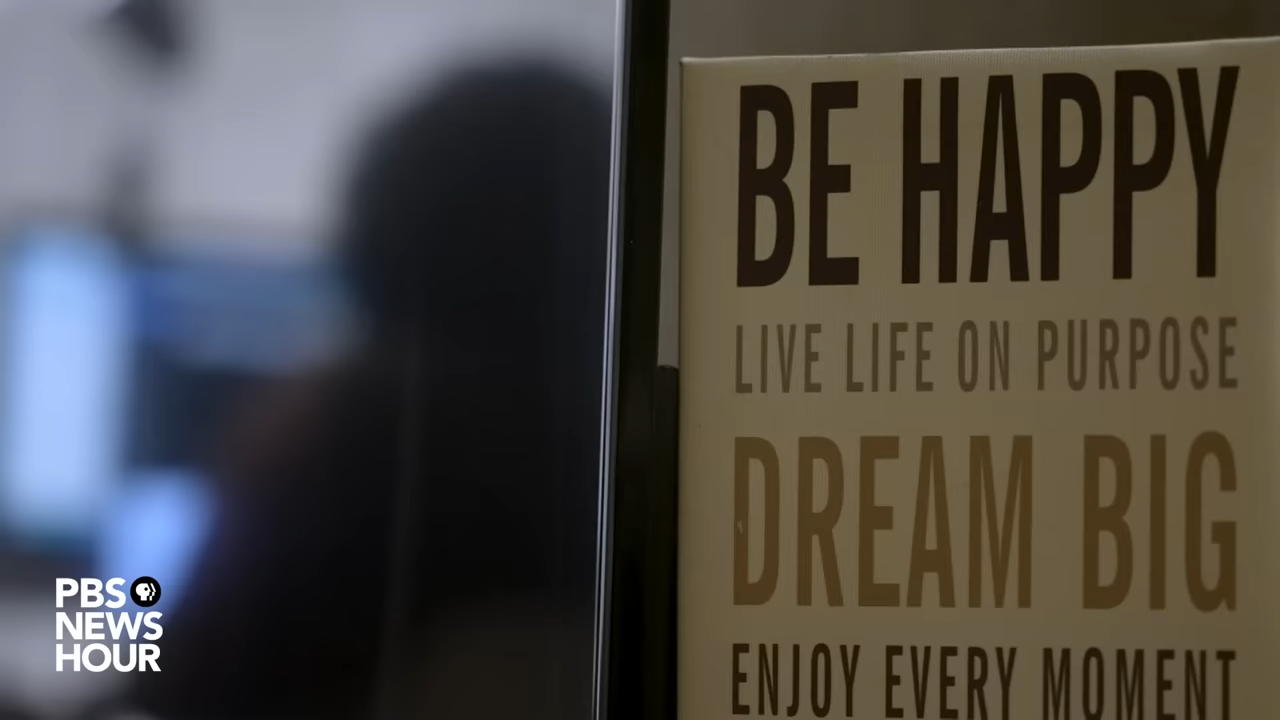 BE HAPPY
LIVE LIFE ON PURPOSE
DREAM BIG
ENJOY EVERY MOMENT
PBS
NEWS
HOUR